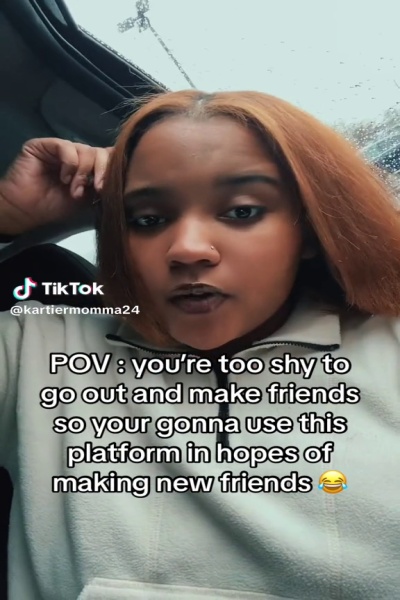 TikTok
@kartiermomma24
POV : you're too shy to
go out and make friends
so your gonna use this
platform in hopes of
making new friends 😂